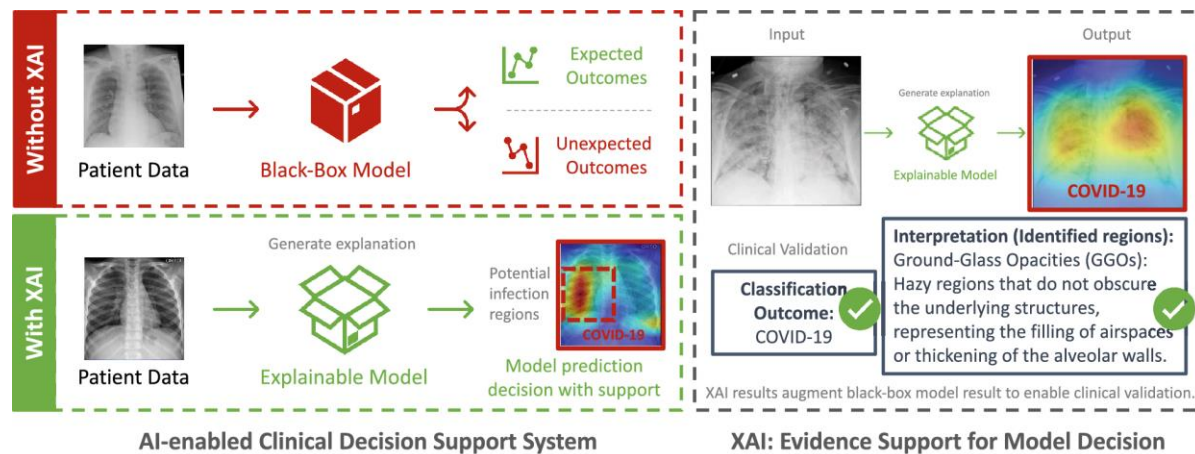 Without XAI
Patient Data
Black-Box Model
Expected
Outcomes
Unexpected
Outcomes
With XAI
Patient Data
Generate explanation
Explainable Model
Potential
infection
regions
COVID-19
Model prediction
decision with support
AI-enabled Clinical Decision Support System
Input
Output
Generate explanation
Explainable Model
COVID-19
Clinical Validation
Classification
Outcome:
COVID-19
Interpretation (Identified regions):
Ground-Glass Opacities (GGOs):
Hazy regions that do not obscure
the underlying structures,
representing the filling of airspaces
or thickening of the alveolar walls.
XAI results augment black-box model result to enable clinical validation.
XAI: Evidence Support for Model Decision